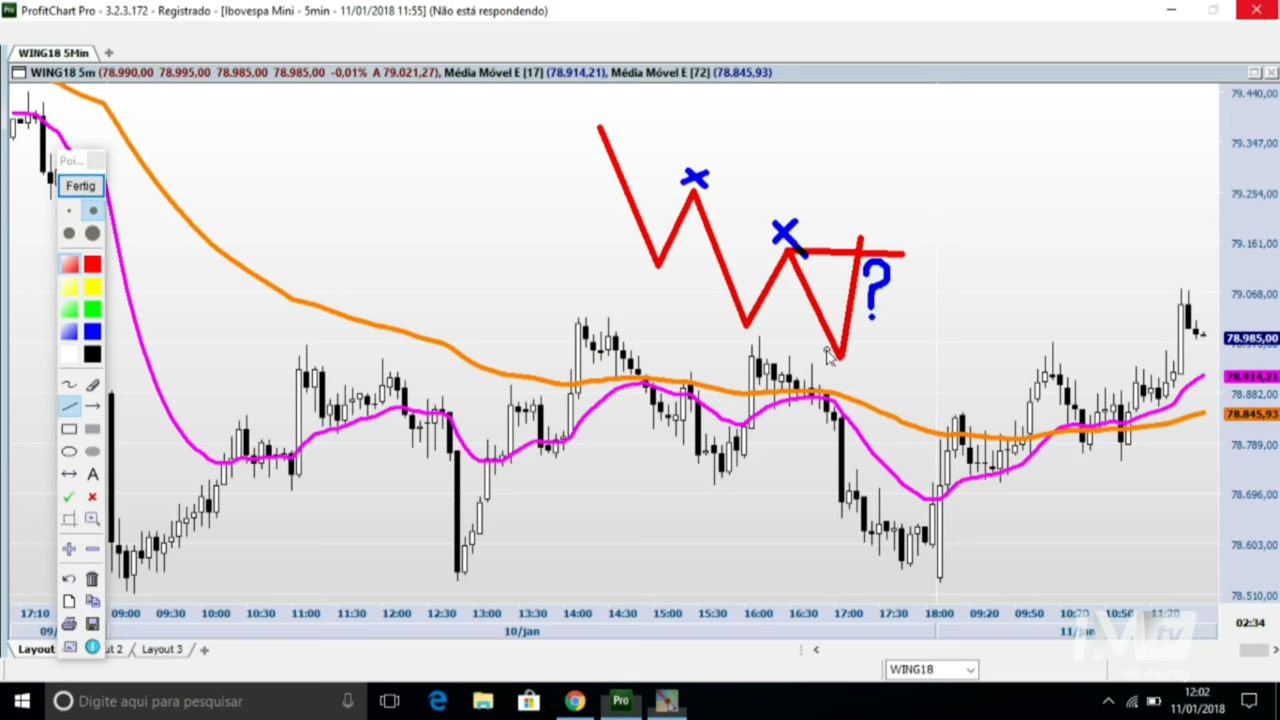 ProfitChart Pro - 3.2.3.172 - Registrado - [Ibovespa Mini - 5min - 11/01/2018 11:55] (Não está respondendo)
WING18 5Min
WING18 5m (78.990,00 78.995,00 78.985,00 78.985,00 -0,01% A 79.021,27), Média Móvel E [17] (78.914,21), Média Móvel E [72] (78.845,93)
79.440,00
79.347,00
79.254,00
79.161,00
79.068,00
78.985,00
78.914,21
78.882,00
78.845,93
78.789,00
78.696,00
78.603,00
78.510,00
Poi...
Fertig
A
?
17:10 09:00 09:30 10:00 10:30 11:00 11:30 12:00 12:30 13:00 13:30 14:00 14:30 15:00 15:30 16:00 16:30 17:00 17:30 18:00 09:20 09:50 10:20 10:50 11:20
09/ 10/jan 11/jan
02:34
Layout ut 2 Layout 3
WING18
Digite aqui para pesquisar
Pro
12:02
11/01/2018